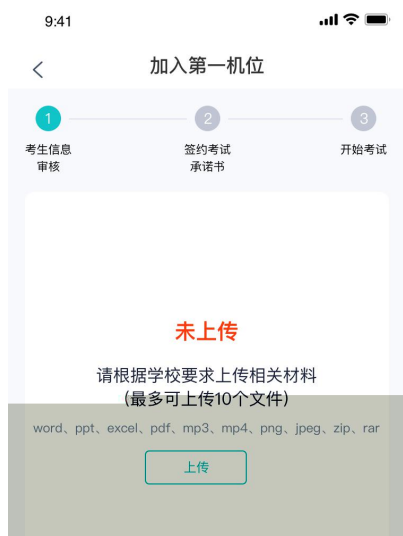 9:41
加入第一机位
1
2
3
考生信息
审核
签约考试
承诺书
开始考试
未上传
请根据学校要求上传相关材料
(最多可上传10个文件)
word、ppt、excel、pdf、mp3、mp4、png、jpeg、zip、rar
上传